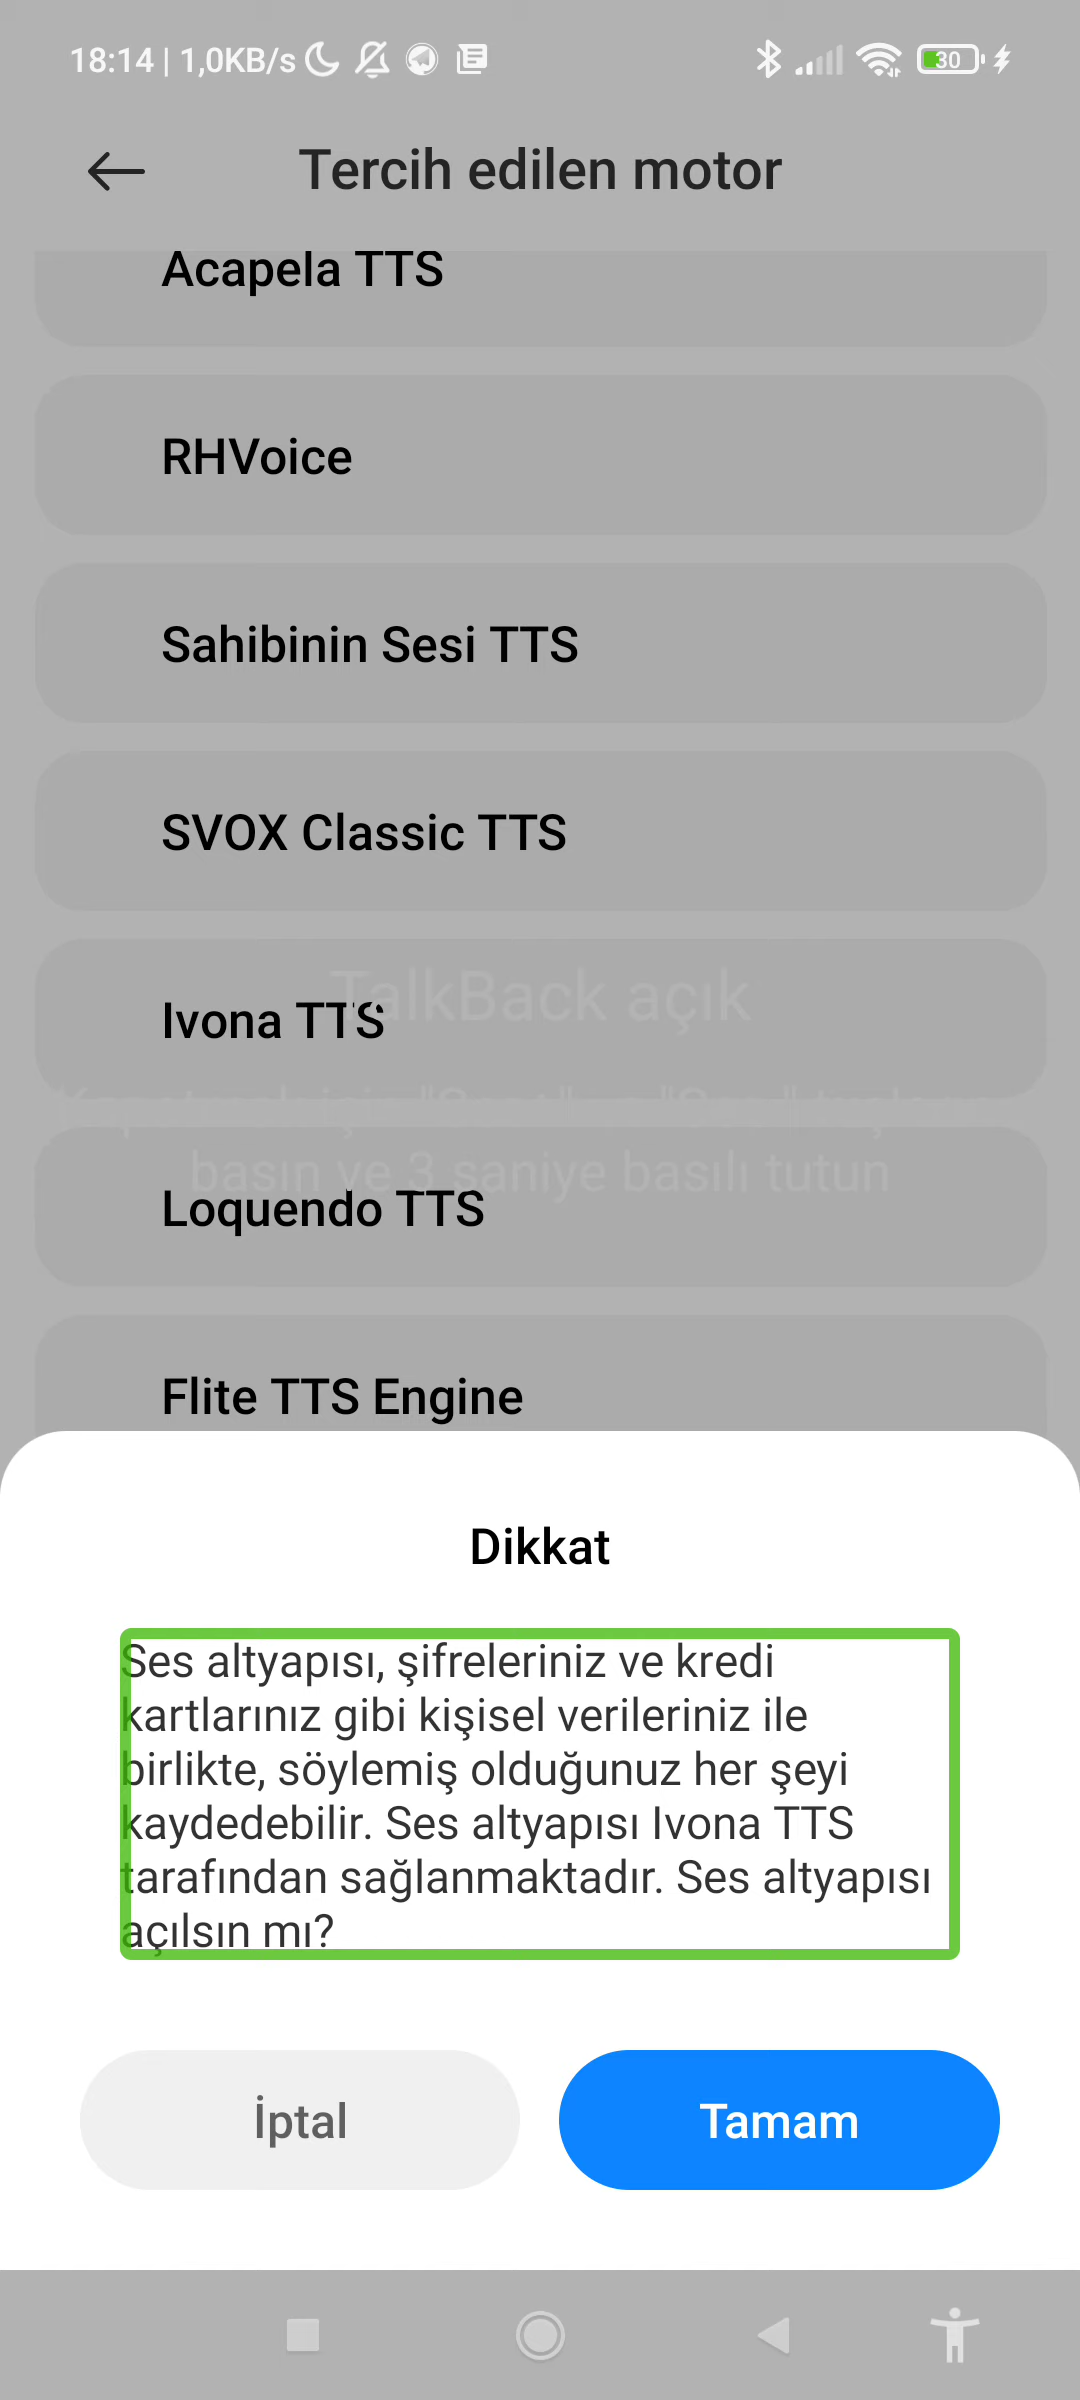 18:14 | 1,0KB/s
30
Tercih edilen motor
Acapela TTS
RHVoice
Sahibinin Sesi TTS
SVOX Classic TTS
TalkBack açık
Ivona TTS
Kapatmak için "Sesi
basın ve 3 saniye basılı tutun
Loquendo TTS
Flite TTS Engine
Dikkat
Ses altyapısı, şifreleriniz ve kredi
kartlarınız gibi kişisel verileriniz ile
birlikte, söylemiş olduğunuz her şeyi
kaydedebilir. Ses altyapısı Ivona TTS
tarafından sağlanmaktadır. Ses altyapısı
açılsın mı?
İptal
Tamam